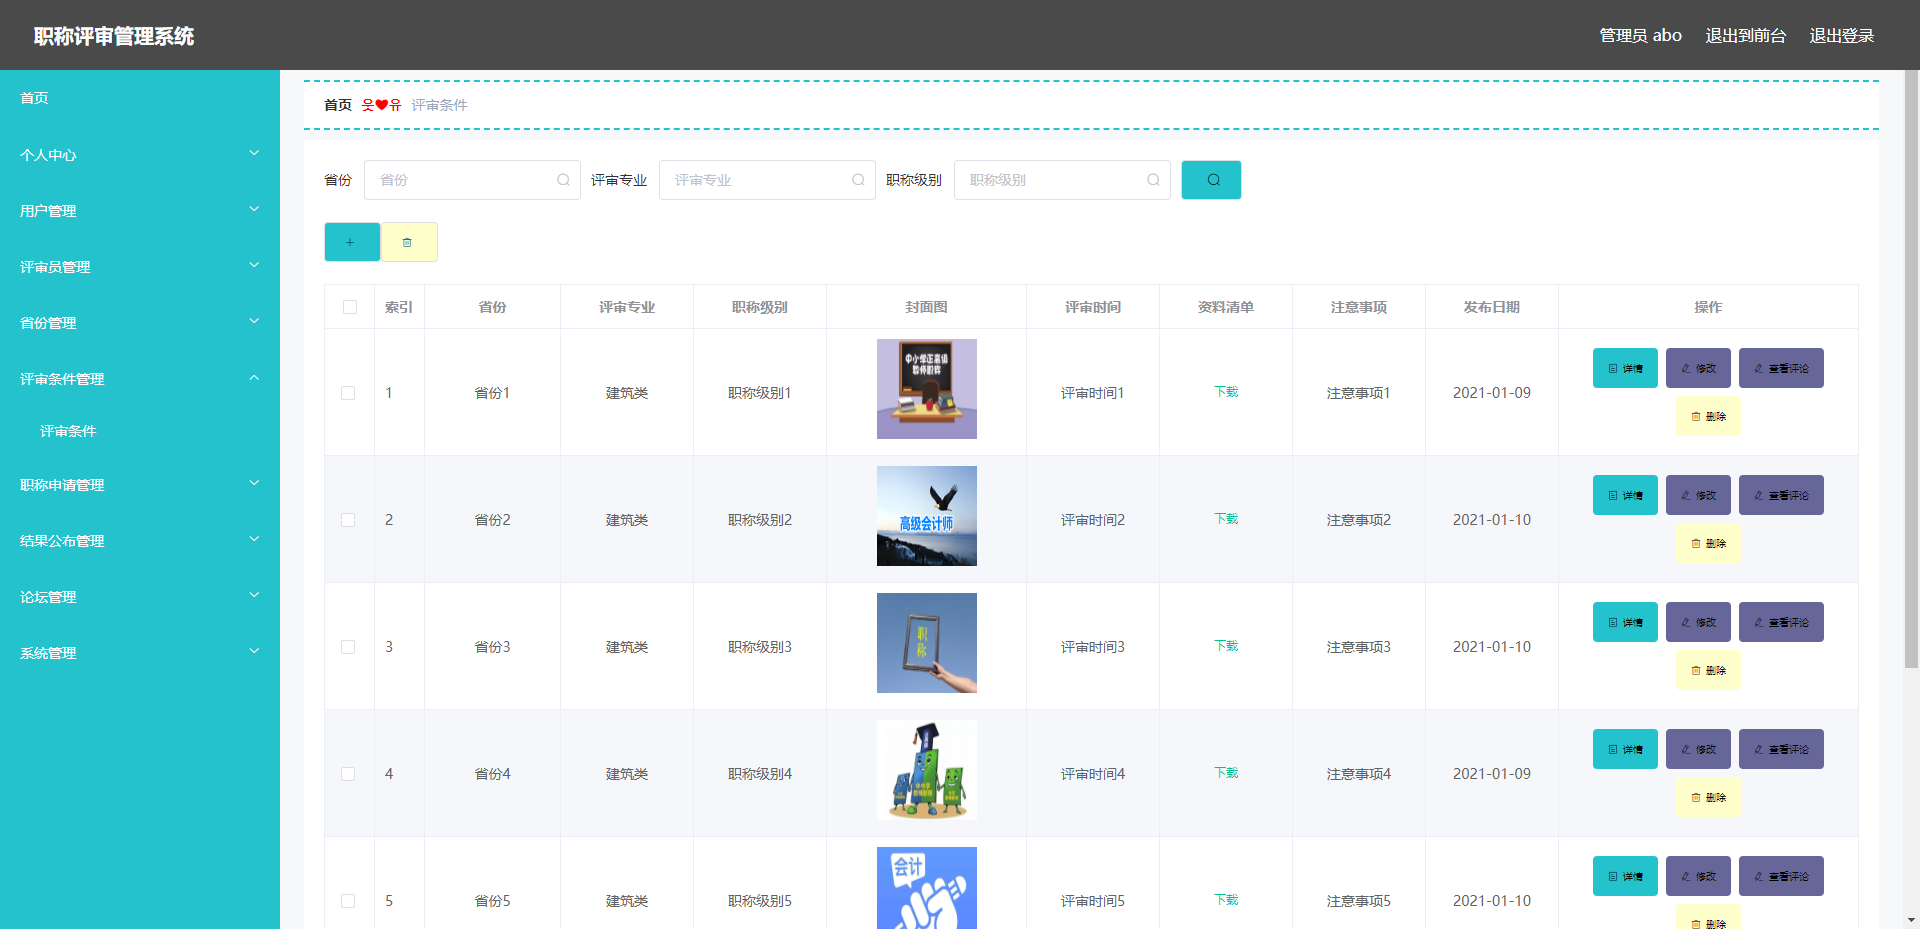 职称评审管理系统
管理员 abo 退出到前台 退出登录
首页
个人中心
用户管理
评审员管理
省份管理
评审条件管理
评审条件
职称申请管理
结果公布管理
论坛管理
系统管理
首页 웃❤유 评审条件
省份 省份 评审专业 评审专业 职称级别 职称级别
索引 省份 评审专业 职称级别 封面图 评审时间 资料清单 注意事项 发布日期 操作
中小学正高级
教师职称
1 省份1 建筑类 职称级别1 评审时间1 下载 注意事项1 2021-01-09 详情 修改 查看评论
删除
高级会计师
2 省份2 建筑类 职称级别2 评审时间2 下载 注意事项2 2021-01-10 详情 修改 查看评论
删除
职
称
3 省份3 建筑类 职称级别3 评审时间3 下载 注意事项3 2021-01-10 详情 修改 查看评论
删除
4 省份4 建筑类 职称级别4 评审时间4 下载 注意事项4 2021-01-09 详情 修改 查看评论
中小学
删除
会计
5 省份5 建筑类 职称级别5 评审时间5 下载 注意事项5 2021-01-10 详情 修改 查看评论
删除